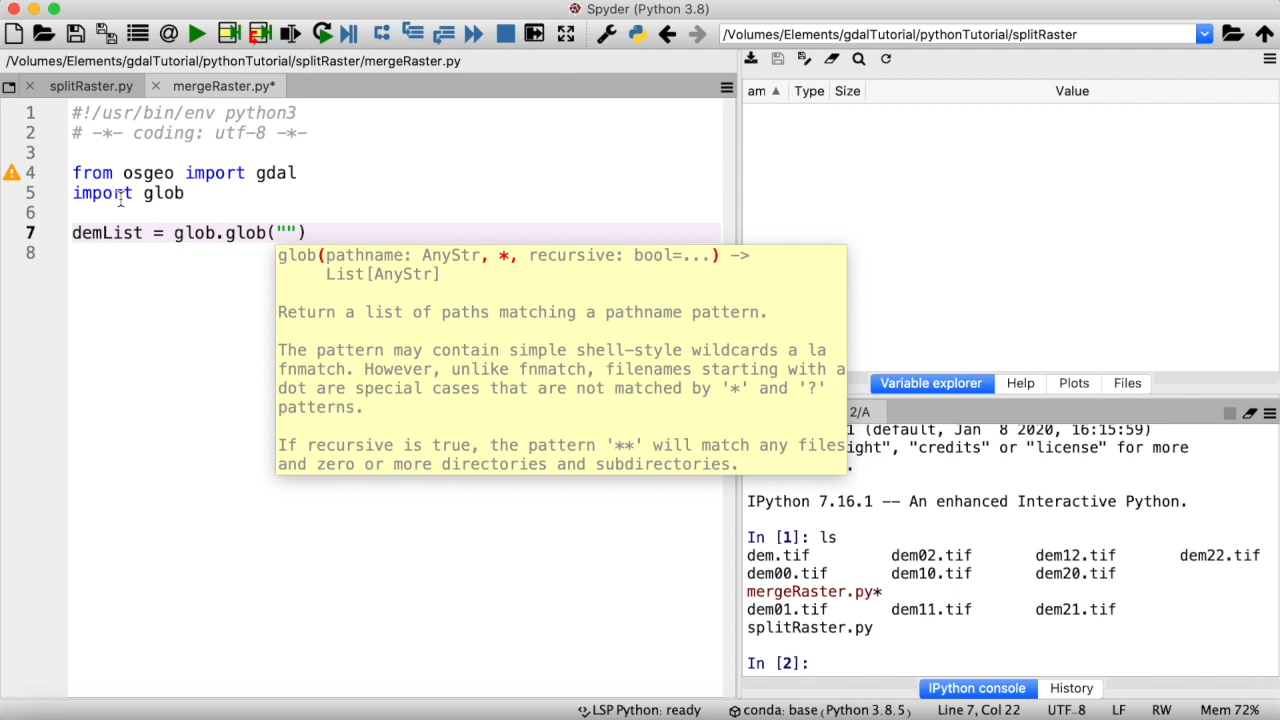 Spyder (Python 3.8)
/Volumes/Elements/gdalTutorial/pythonTutorial/splitRaster
/Volumes/Elements/gdalTutorial/pythonTutorial/splitRaster/mergeRaster.py
splitRaster.py mergeRaster.py*
1 #!/usr/bin/env python3
2 # -*- coding: utf-8 -*-
3
4 from osgeo import gdal
5 import glob
6
7 demList = glob.glob("")
8
glob(pathname: AnyStr, *, recursive: bool=...) ->
List[AnyStr]
Return a list of paths matching a pathname pattern.
The pattern may contain simple shell-style wildcards a la
fnmatch. However, unlike fnmatch, filenames starting with a
dot are special cases that are not matched by '*' and '?'
patterns.
If recursive is true, the pattern '**' will match any files
and zero or more directories and subdirectories.
am Type Size Value
Variable explorer Help Plots Files
2/A
1 (default, Jan 8 2020, 16:15:59)
ight", "credits" or "license" for more
.
IPython 7.16.1 -- An enhanced Interactive Python.
In [1]: ls
dem.tif dem02.tif dem12.tif dem22.tif
dem00.tif dem10.tif dem20.tif
mergeRaster.py*
dem01.tif dem11.tif dem21.tif
splitRaster.py
In [2]:
IPython console History
LSP Python: ready conda: base (Python 3.8.5) Line 7, Col 22 UTF-8 LF RW Mem 72%